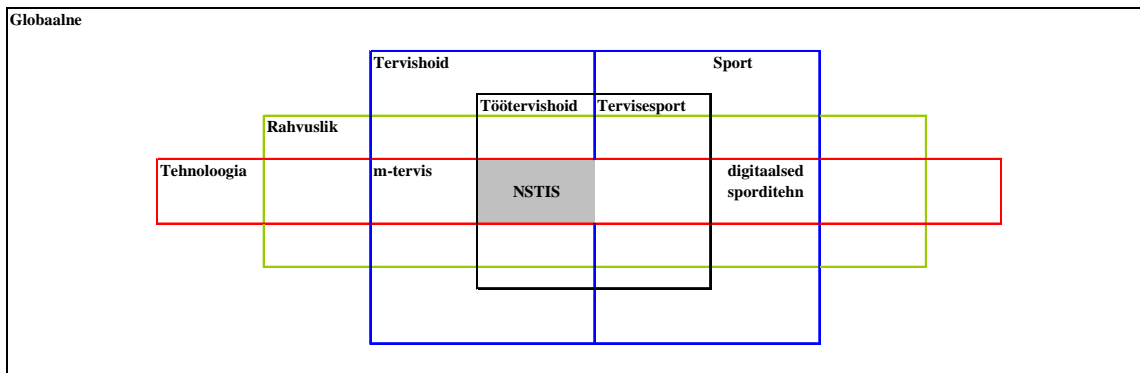 Globaalne
Tervishoid
Sport
Töötervishoid
Tervisesport
Rahvuslik
Tehnoloogia
m-tervis
NSTIS
digitaalsed
sporditehn